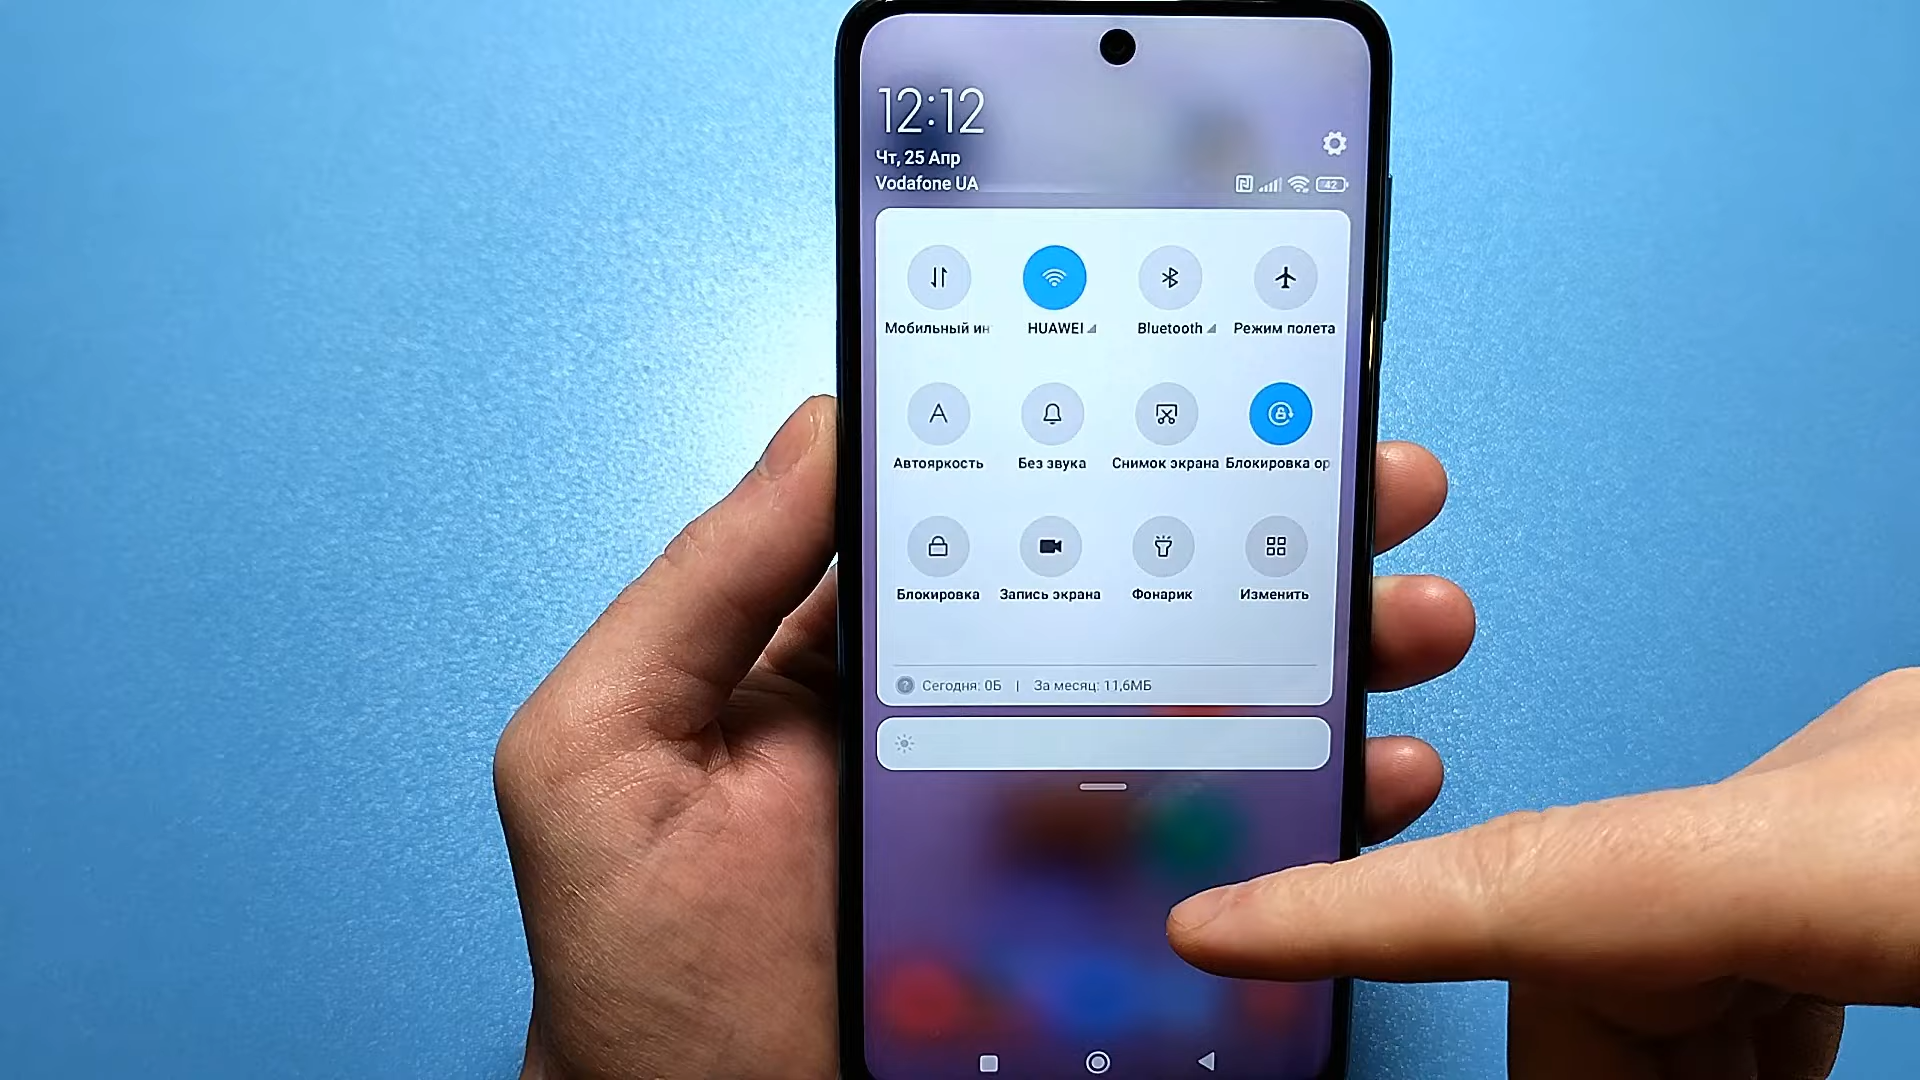 12:12
Чт, 25 Апр
Vodafone UA
42
Мобильный ин
HUAWEI
Bluetooth
Режим полета
A
Автояркость
Без звука
Снимок экрана
Блокировка ор
Блокировка
Запись экрана
Фонарик
Изменить
? Сегодня: 0Б | За месяц: 11,6МБ